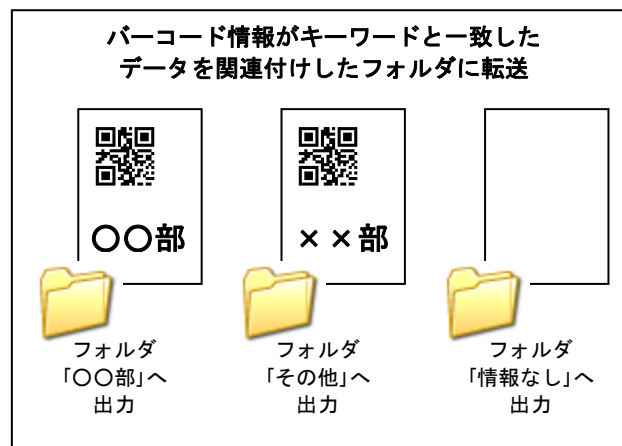 バーコード情報がキーワードと一致した
データを関連付けしたフォルダに転送
〇〇部
××部
フォルダ
「〇〇部」へ
出力
フォルダ
「その他」へ
出力
フォルダ
「情報なし」へ
出力